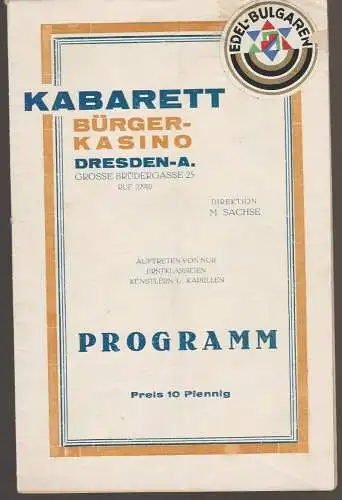 EDEL-BULGAREN
KABARETT
BÜRGER-
KASINO
DRESDEN-A.
GROSSE BRÜDERGASSE 25
RUF
DIREKTION
M. SACHSE
AUFTRETEN VON NUR
ERSTKLASSIGEN
KÜNSTLERN U. KAPELLEN
PROGRAMM
Preis 10 Pfennig